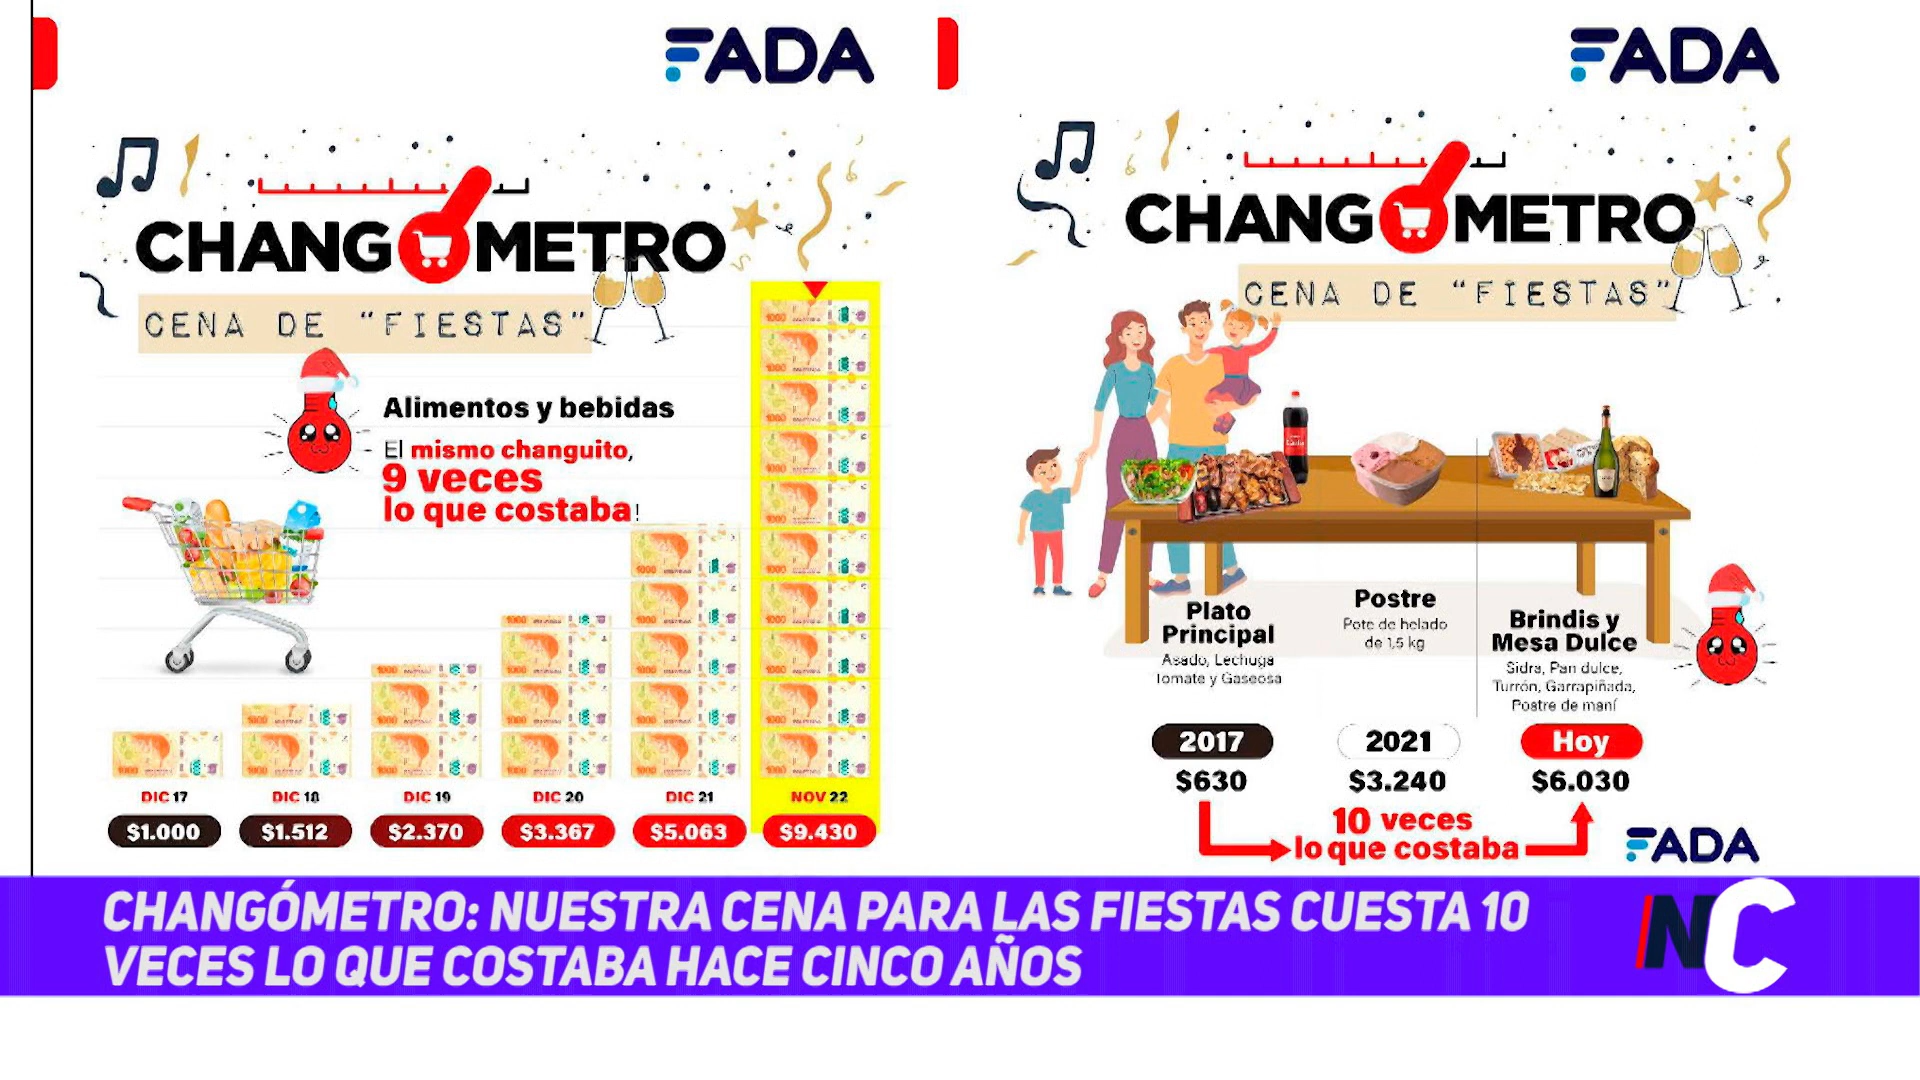 FADA
CHANGÓMETRO
CENA DE "FIESTAS"
Alimentos y bebidas
El mismo changuito,
9 veces
lo que costaba!
DIC 17
DIC 18
DIC 19
DIC 20
DIC 21
NOV 22
$1.000
$1.512
$2.370
$3.367
$5.063
$9.430
FADA
CHANGÓMETRO
CENA DE "FIESTAS"
Plato
Principal
Asado, Lechuga
Tomate y Gaseosa
Postre
Pote de helado
de 1,5 kg
Brindis y
Mesa Dulce
Sidra, Pan dulce,
Turrón, Garrapiñada,
Postre de maní
2017
2021
Hoy
$630
$3.240
$6.030
10 veces
lo que costaba
FADA
CHANGÓMETRO: NUESTRA CENA PARA LAS FIESTAS CUESTA 10
VECES LO QUE COSTABA HACE CINCO AÑOS
NC